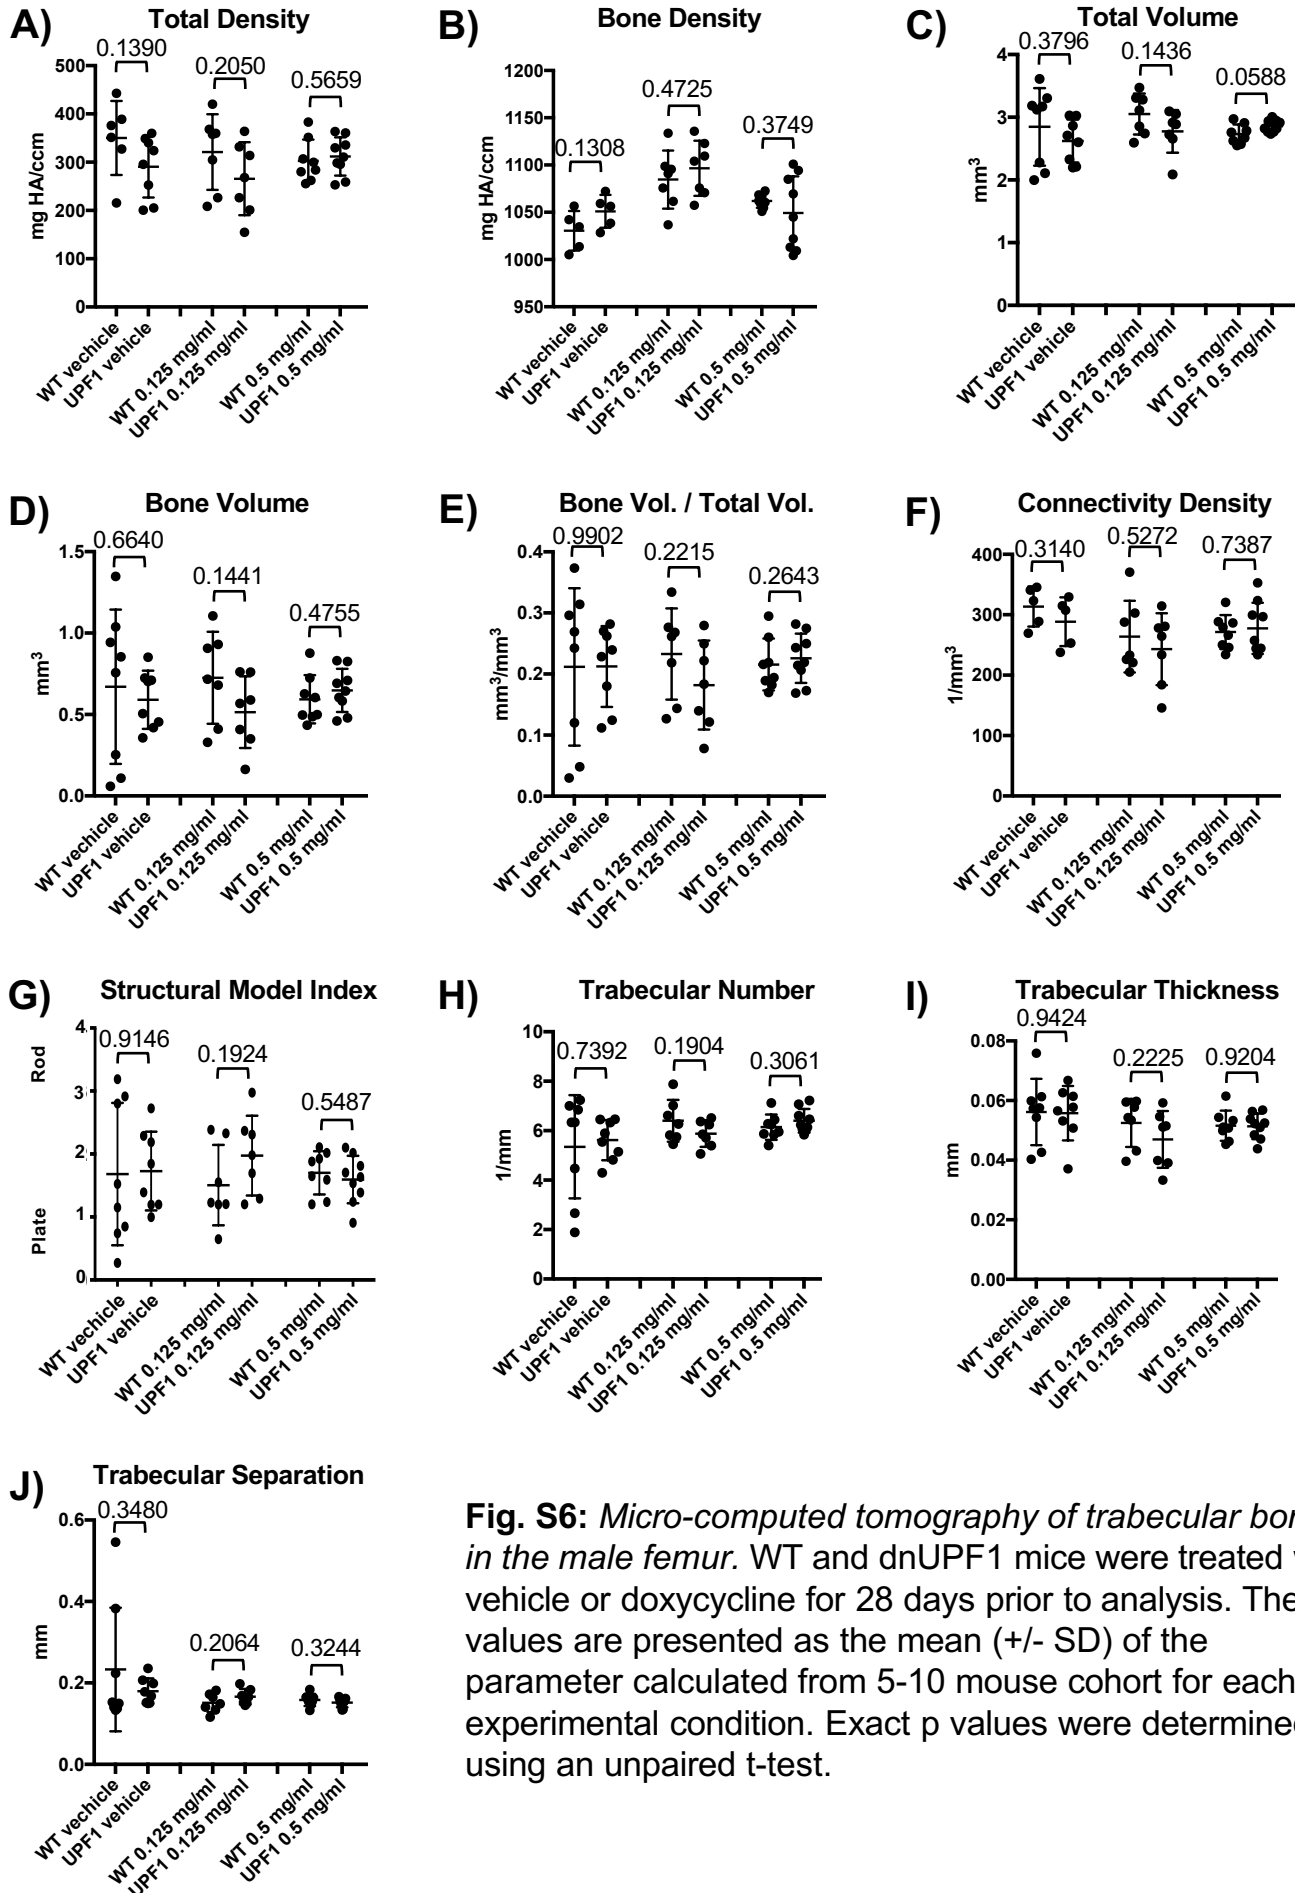 A)
Total Density
0.1390
0.2050
0.5659
500
400
300
200
100
0
mg HA/ccm
WT vechicle
UPF1 vehicle
WT 0.125 mg/ml
UPF1 0.125 mg/ml
WT 0.5 mg/ml
UPF1 0.5 mg/ml
B)
Bone Density
0.1308
0.4725
0.3749
1200
1150
1100
1050
1000
950
mg HA/ccm
WT vechicle
UPF1 vehicle
WT 0.125 mg/ml
UPF1 0.125 mg/ml
WT 0.5 mg/ml
UPF1 0.5 mg/ml
C)
Total Volume
0.3796
0.1436
0.0588
4
3
2
1
0
mm³
WT vechicle
UPF1 vehicle
WT 0.125 mg/ml
UPF1 0.125 mg/ml
WT 0.5 mg/ml
UPF1 0.5 mg/ml
D)
Bone Volume
0.6640
0.1441
0.4755
1.5
1.0
0.5
0.0
mm³
WT vechicle
UPF1 vehicle
WT 0.125 mg/ml
UPF1 0.125 mg/ml
WT 0.5 mg/ml
UPF1 0.5 mg/ml
E)
Bone Vol. / Total Vol.
0.9902
0.2215
0.2643
0.4
0.3
0.2
0.1
0.0
mm³/mm³
WT vechicle
UPF1 vehicle
WT 0.125 mg/ml
UPF1 0.125 mg/ml
WT 0.5 mg/ml
UPF1 0.5 mg/ml
F)
Connectivity Density
0.3140
0.5272
0.7387
400
300
200
100
0
1/mm³
WT vechicle
UPF1 vehicle
WT 0.125 mg/ml
UPF1 0.125 mg/ml
WT 0.5 mg/ml
UPF1 0.5 mg/ml
G)
Structural Model Index
0.9146
0.1924
0.5487
4
3
2
1
0
Rod
Plate
WT vechicle
UPF1 vehicle
WT 0.125 mg/ml
UPF1 0.125 mg/ml
WT 0.5 mg/ml
UPF1 0.5 mg/ml
H)
Trabecular Number
0.7392
0.1904
0.3061
10
8
6
4
2
0
1/mm
WT vechicle
UPF1 vehicle
WT 0.125 mg/ml
UPF1 0.125 mg/ml
WT 0.5 mg/ml
UPF1 0.5 mg/ml
I)
Trabecular Thickness
0.9424
0.2225
0.9204
0.08
0.06
0.04
0.02
0.00
mm
WT vechicle
UPF1 vehicle
WT 0.125 mg/ml
UPF1 0.125 mg/ml
WT 0.5 mg/ml
UPF1 0.5 mg/ml
J)
Trabecular Separation
0.3480
0.2064
0.3244
0.6
0.4
0.2
0.0
mm
WT vechicle
UPF1 vehicle
WT 0.125 mg/ml
UPF1 0.125 mg/ml
WT 0.5 mg/ml
UPF1 0.5 mg/ml
Fig. S6: Micro-computed tomography of trabecular
in the male femur. WT and dnUPF1 mice were treated
vehicle or doxycycline for 28 days prior to analysis. The
values are presented as the mean (+/- SD) of the
parameter calculated from 5-10 mouse cohort for each
experimental condition. Exact p values were determined
using an unpaired t-test.